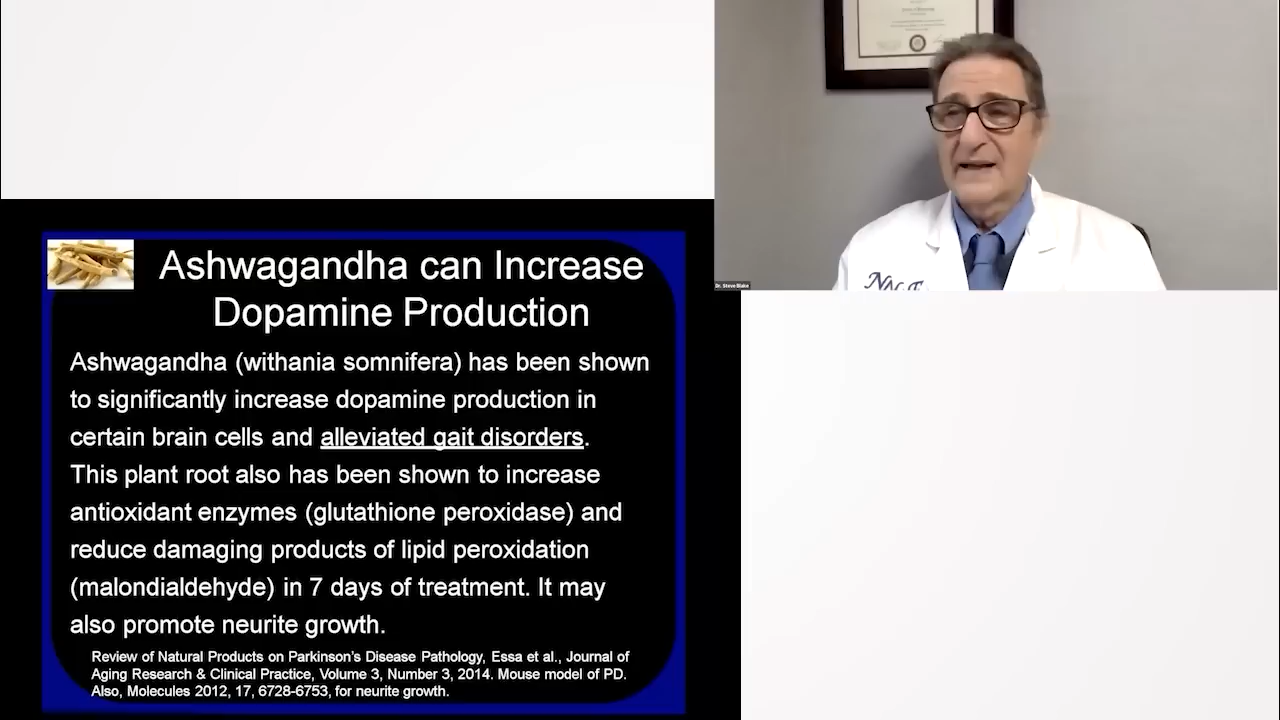 Ashwagandha can Increase
Dopamine Production
Ashwagandha (withania somnifera) has been shown
to significantly increase dopamine production in
certain brain cells and alleviated gait disorders.
This plant root also has been shown to increase
antioxidant enzymes (glutathione peroxidase) and
reduce damaging products of lipid peroxidation
(malondialdehyde) in 7 days of treatment. It may
also promote neurite growth.
Review of Natural Products on Parkinson's Disease Pathology, Essa et al., Journal of
Aging Research & Clinical Practice, Volume 3, Number 3, 2014. Mouse model of PD.
Also, Molecules 2012, 17, 6728-6753, for neurite growth.
Dr. Steve Blake